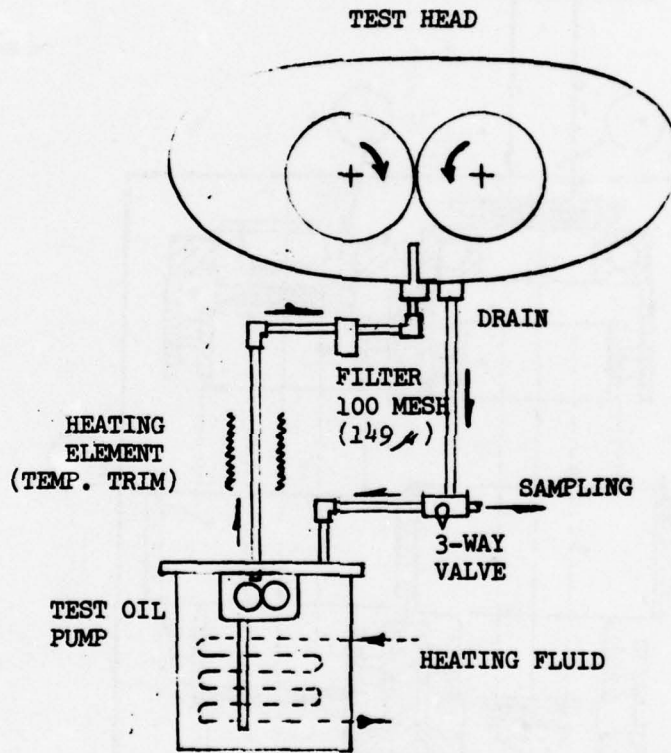 TEST HEAD
DRAIN
FILTER
100 MESH
(149 μ)
HEATING
ELEMENT
(TEMP. TRIM)
SAMPLING
3-WAY
VALVE
TEST OIL
PUMP
HEATING FLUID